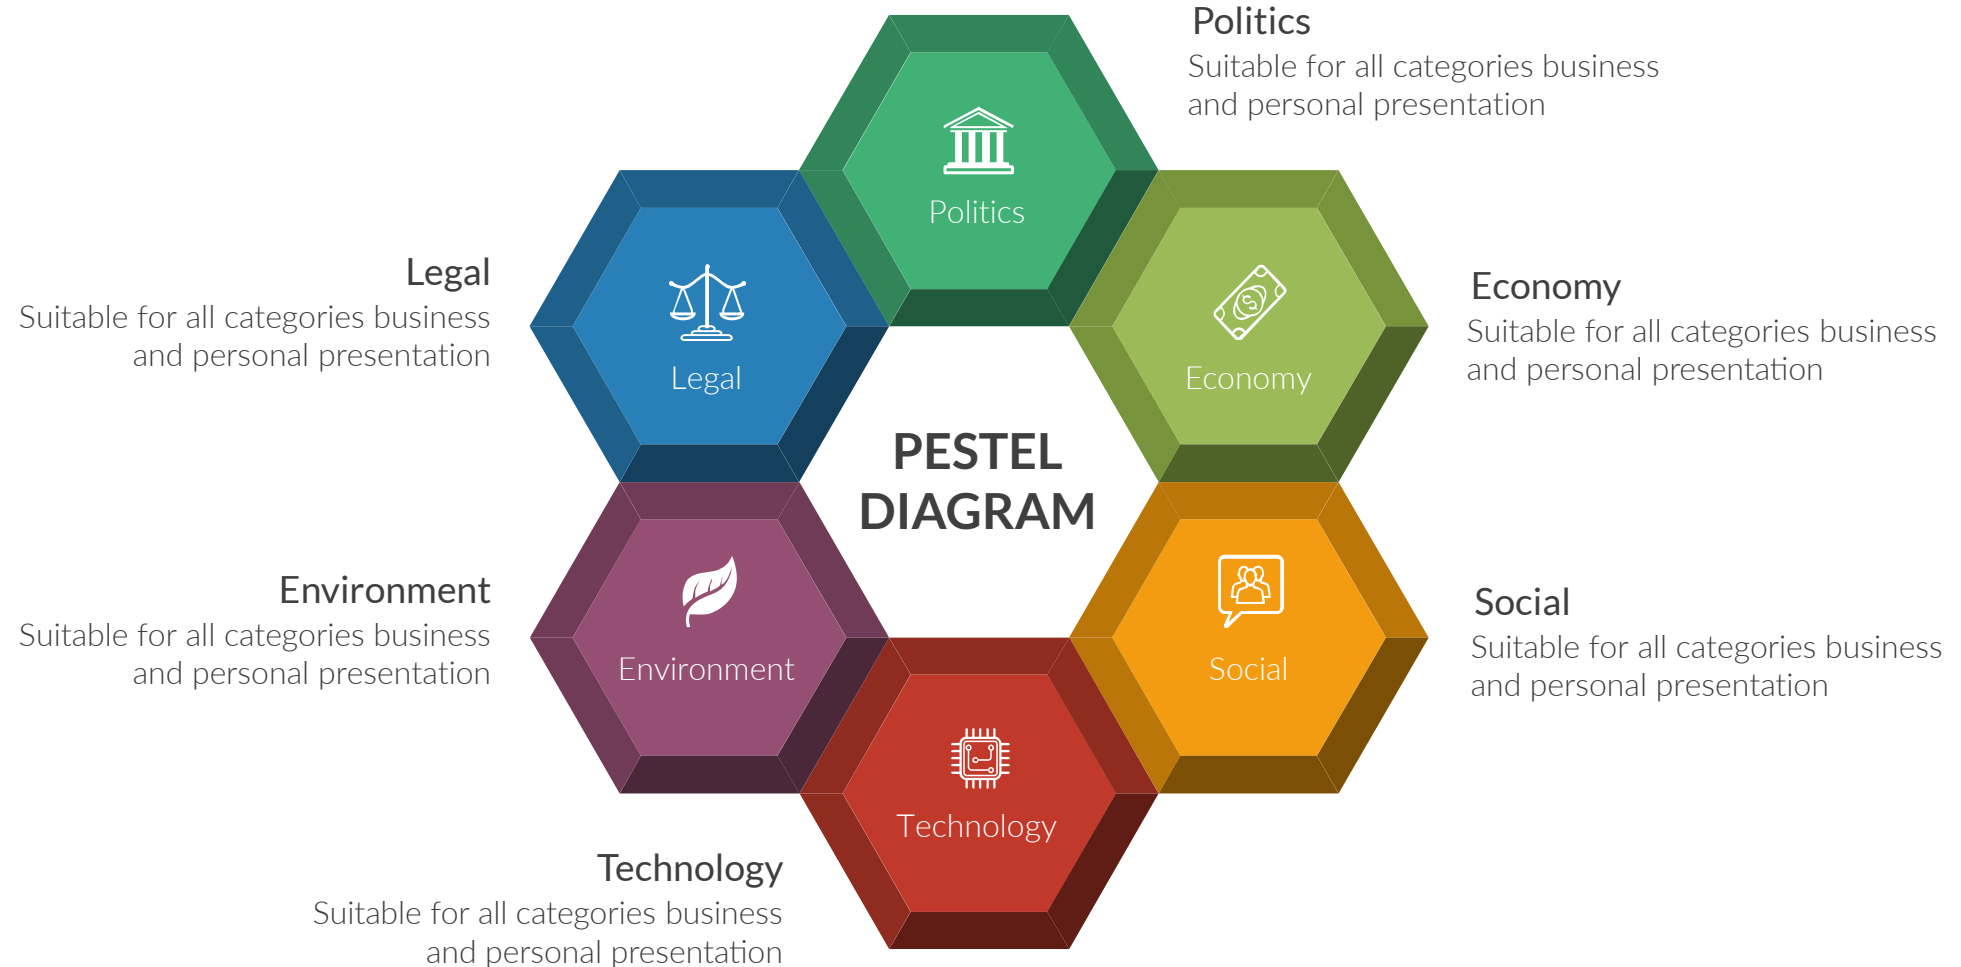 Politics
Suitable for all categories business
and personal presentation
Politics
Legal
Suitable for all categories business
and personal presentation
Legal
Economy
Economy
Suitable for all categories business
and personal presentation
PESTEL
DIAGRAM
Environment
Suitable for all categories business
and personal presentation
Environment
Social
Social
Suitable for all categories business
and personal presentation
Technology
Technology
Suitable for all categories business
and personal presentation